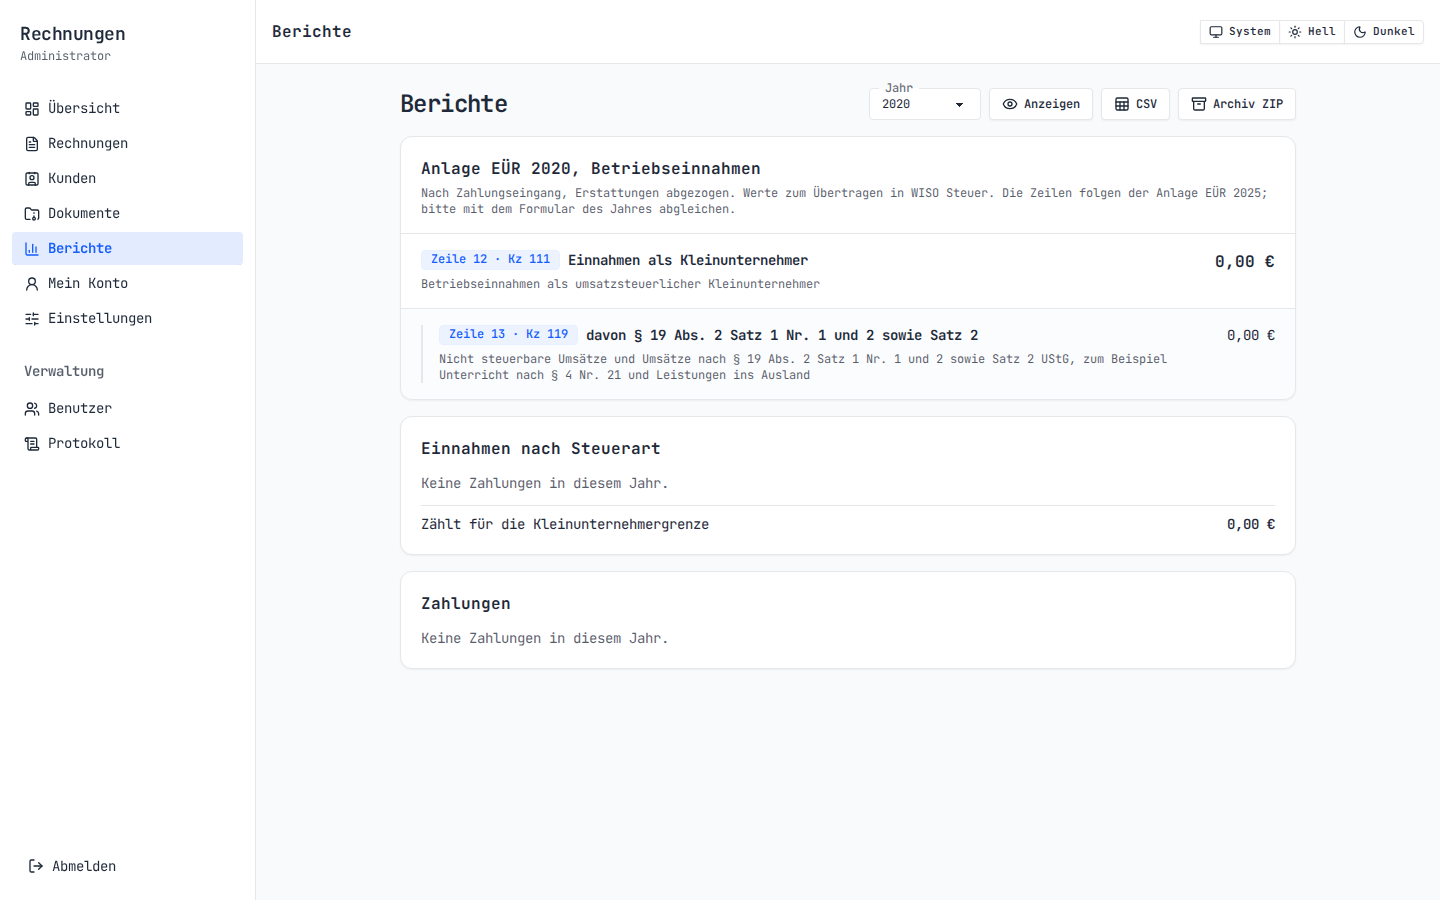 Rechnungen
Administrator
Übersicht
Rechnungen
Kunden
Dokumente
Berichte
Mein Konto
Einstellungen
Verwaltung
Benutzer
Protokoll
Abmelden
Berichte
System
Hell
Dunkel
Berichte
Jahr
2020
Anzeigen
CSV
Archiv ZIP
Anlage EÜR 2020, Betriebseinnahmen
Nach Zahlungseingang, Erstattungen abgezogen. Werte zum Übertragen in WISO Steuer. Die Zeilen folgen der Anlage EÜR 2025;
bitte mit dem Formular des Jahres abgleichen.
Zeile 12 · Kz 111 Einnahmen als Kleinunternehmer 0,00 €
Betriebseinnahmen als umsatzsteuerlicher Kleinunternehmer
Zeile 13 · Kz 119 davon § 19 Abs. 2 Satz 1 Nr. 1 und 2 sowie Satz 2 0,00 €
Nicht steuerbare Umsätze und Umsätze nach § 19 Abs. 2 Satz 1 Nr. 1 und 2 sowie Satz 2 UStG, zum Beispiel
Unterricht nach § 4 Nr. 21 und Leistungen ins Ausland
Einnahmen nach Steuerart
Keine Zahlungen in diesem Jahr.
Zählt für die Kleinunternehmergrenze 0,00 €
Zahlungen
Keine Zahlungen in diesem Jahr.